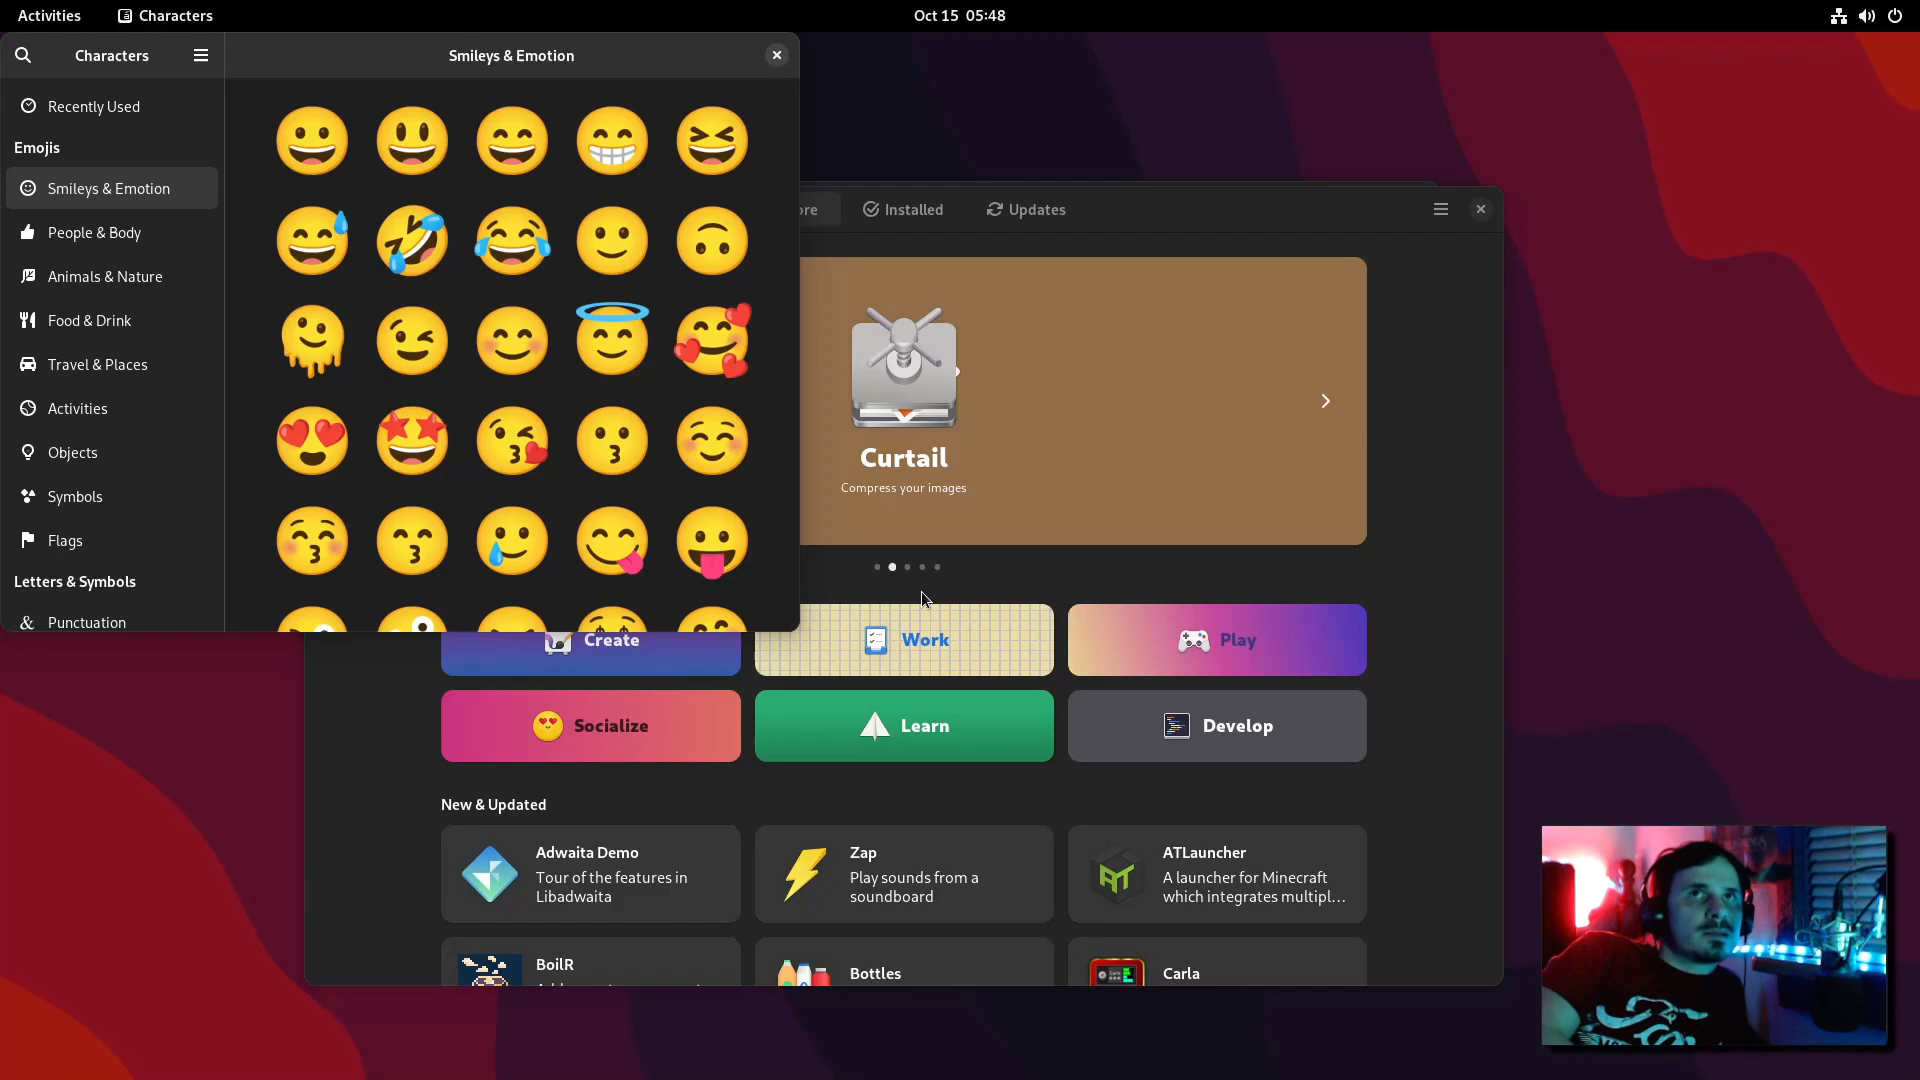 Activities
Characters
Oct 15 05:48
Characters
Smileys & Emotion
Recently Used
Emojis
Smileys & Emotion
People & Body
Animals & Nature
Food & Drink
Travel & Places
Activities
Objects
Symbols
Flags
Letters & Symbols
Punctuation
Installed
Updates
Curtail
Compress your images
Create
Work
Play
Socialize
Learn
Develop
New & Updated
Adwaita Demo
Tour of the features in
Libadwaita
Zap
Play sounds from a
soundboard
ATLauncher
A launcher for Minecraft
which integrates multipl...
BoilR
Bottles
Carla